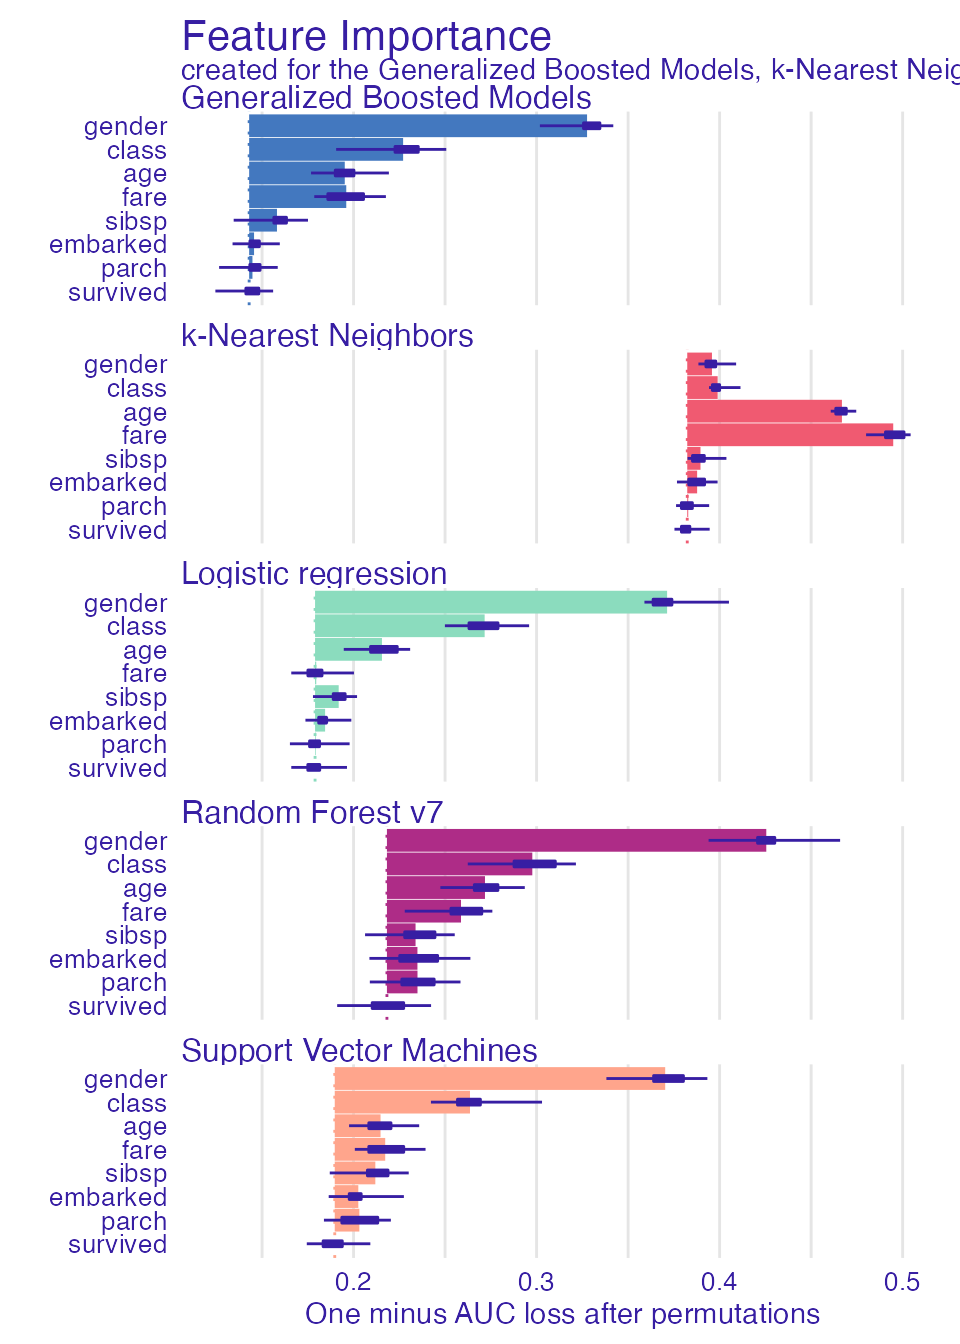 Feature Importance
created for the Generalized Boosted Models, k-Nearest Neig
Generalized Boosted Models
gender
class
age
fare
sibsp
embarked
parch
survived
k-Nearest Neighbors
gender
class
age
fare
sibsp
embarked
parch
survived
Logistic regression
gender
class
age
fare
sibsp
embarked
parch
survived
Random Forest v7
gender
class
age
fare
sibsp
embarked
parch
survived
Support Vector Machines
gender
class
age
fare
sibsp
embarked
parch
survived
0.2 0.3 0.4 0.5
One minus AUC loss after permutations